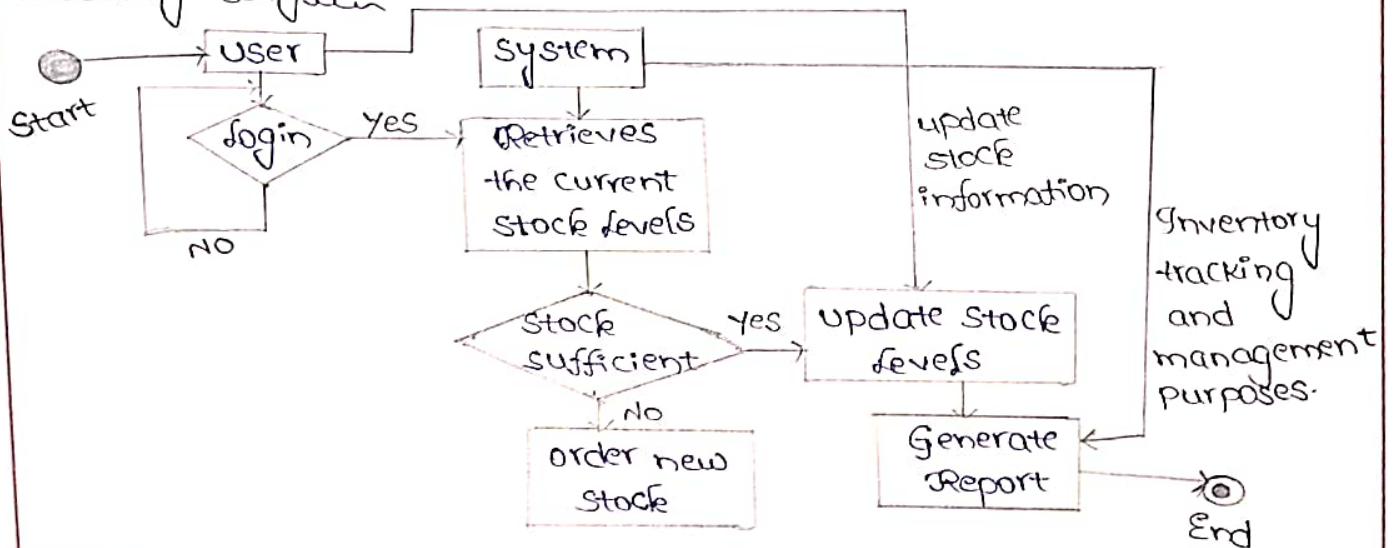 Start
user
system
login
yes
NO
Retrieves
the current
stock levels
update
stock
information
Inventory
tracking
and
management
purposes.
Stock
sufficient
yes
NO
update stock
levels
order new
stock
Generate
Report
End